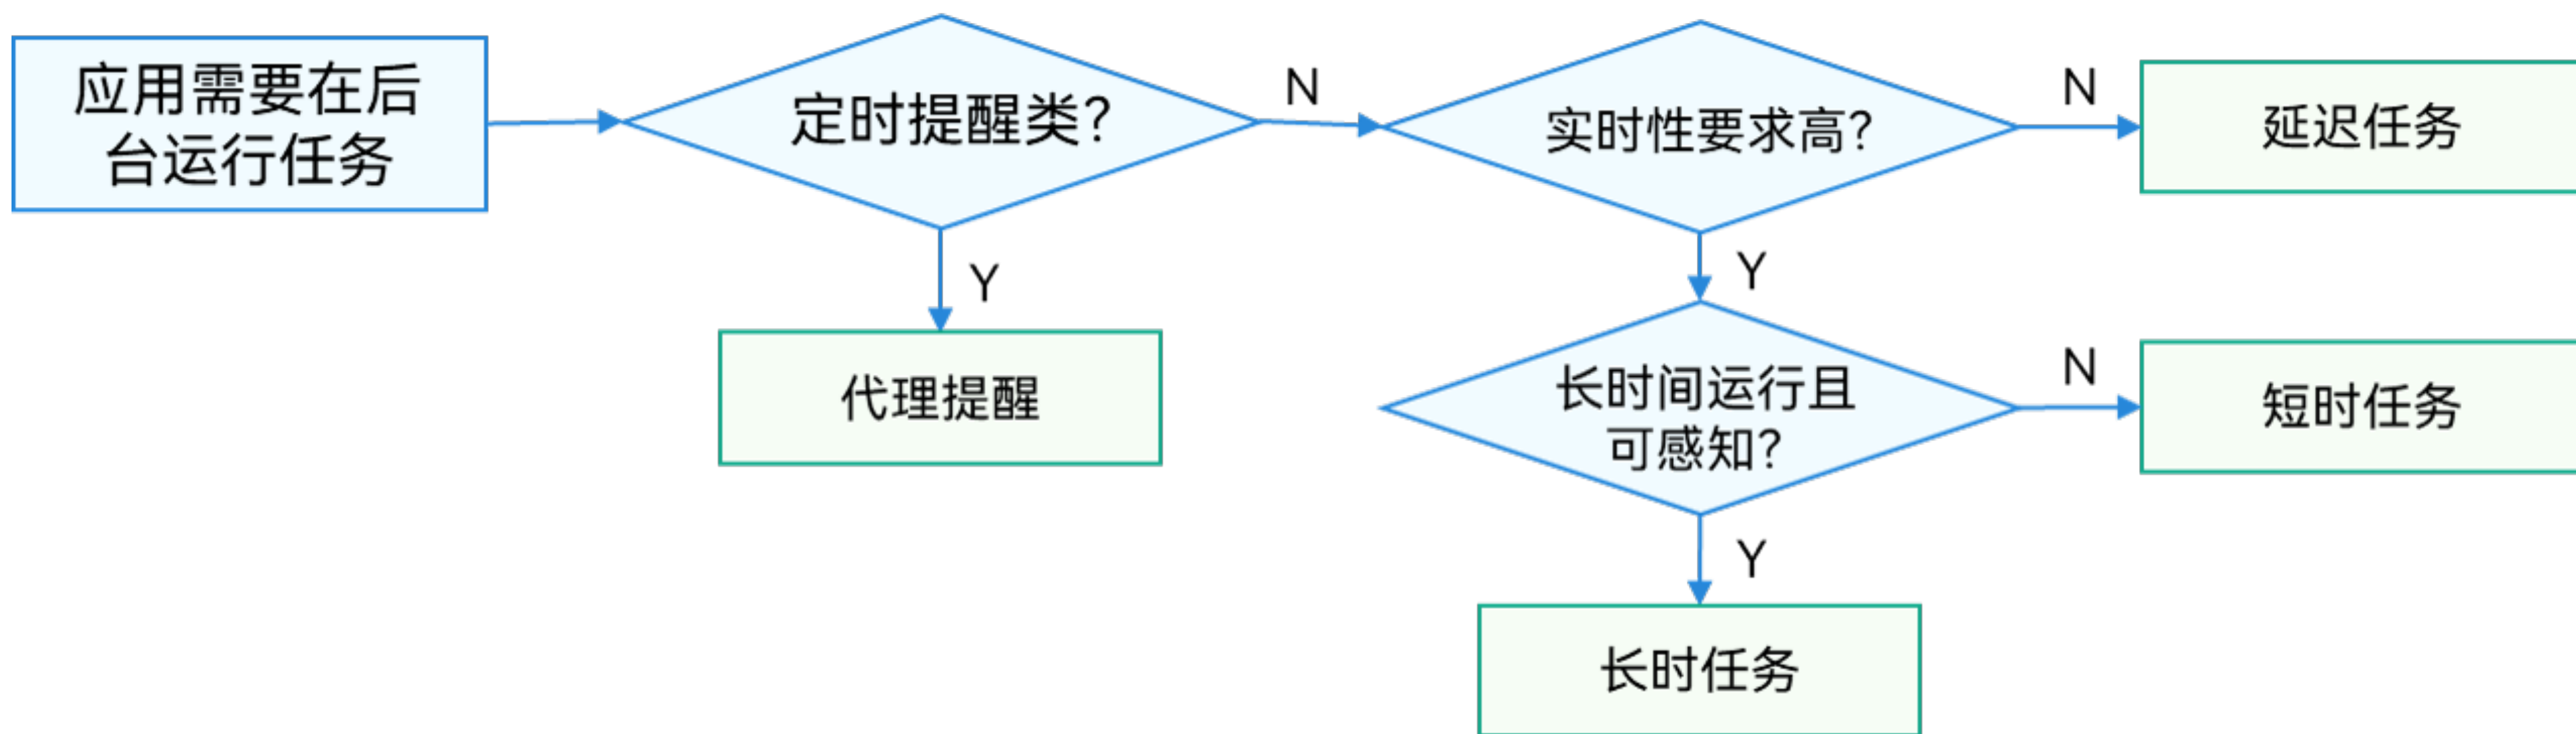 应用需要在后
台运行任务
定时提醒类?
N
实时性要求高?
N
延迟任务
Y
代理提醒
Y
长时间运行且
可感知?
N
短时任务
Y
长时任务